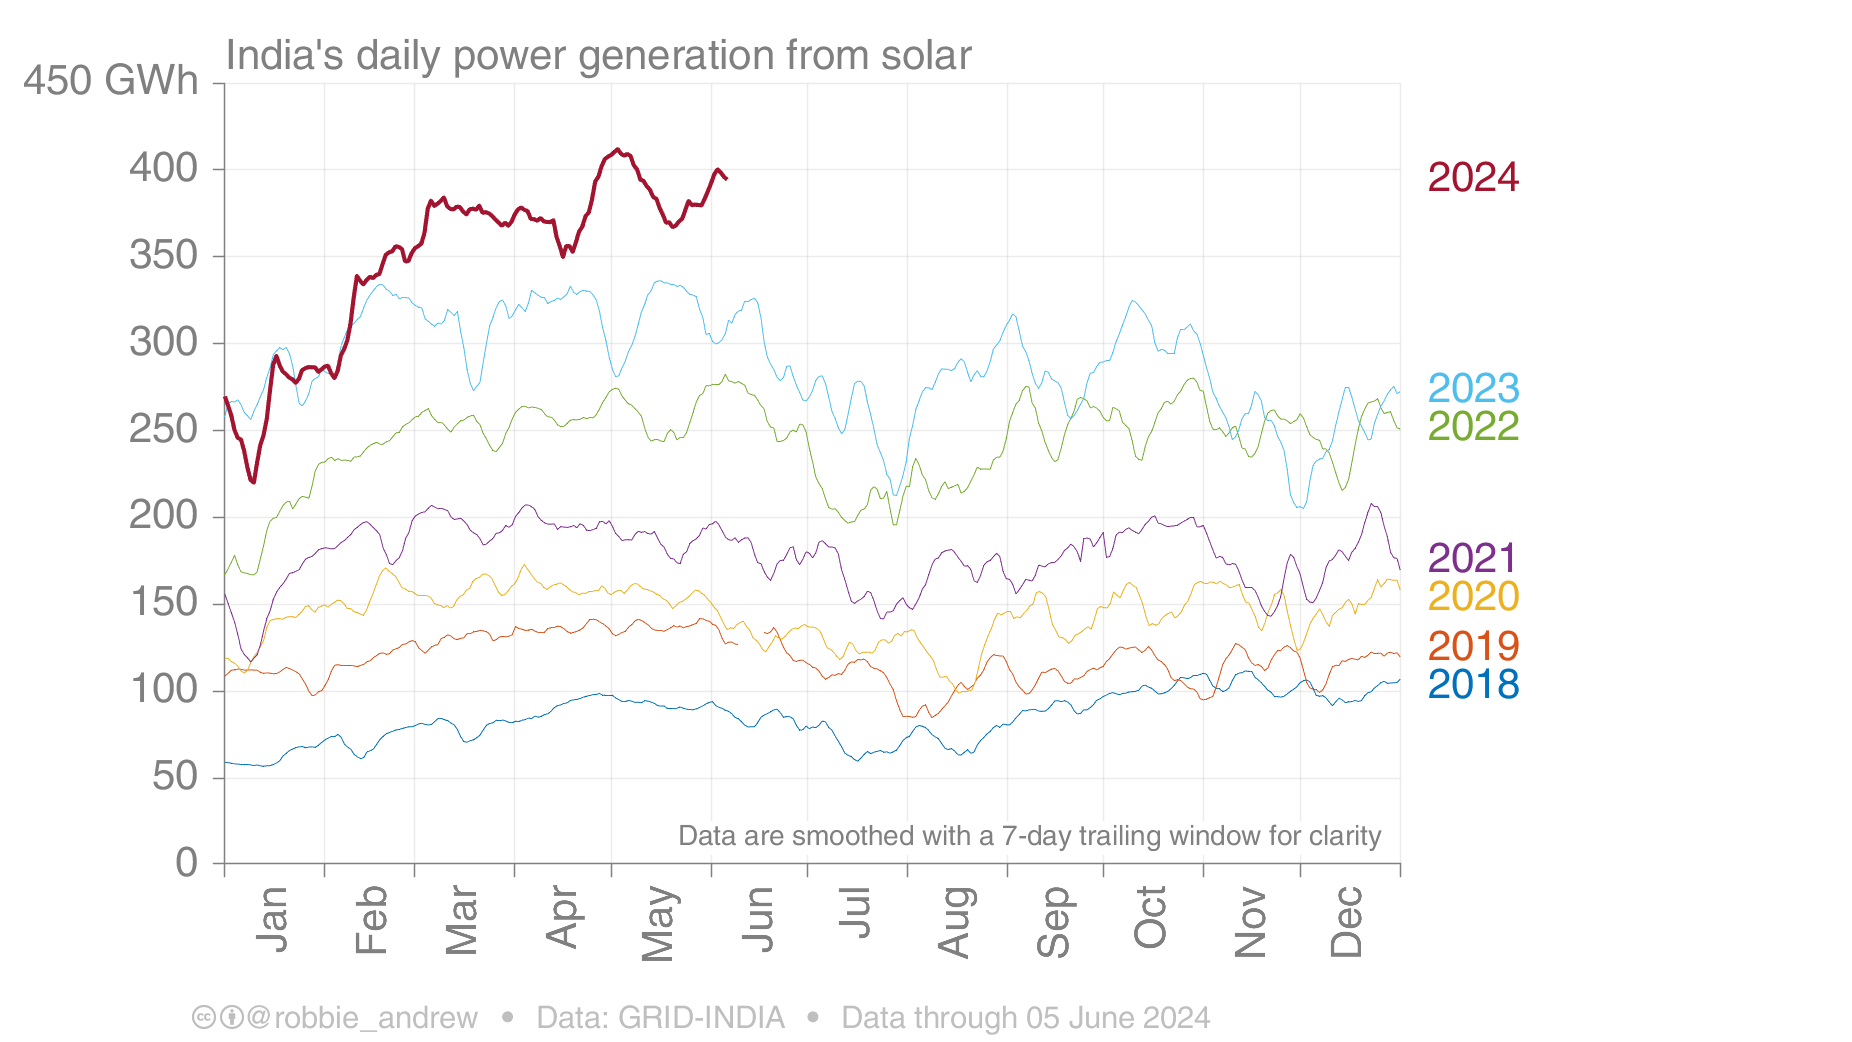 India's daily power generation from solar
450 GWh
400
350
300
250
200
150
100
50
0
2024
2023
2022
2021
2020
2019
2018
Data are smoothed with a 7-day trailing window for clarity
Jan
Feb
Mar
Apr
May
Jun
Jul
Aug
Sep
Oct
Nov
Dec
cc @robbie_andrew • Data: GRID-INDIA • Data through 05 June 2024